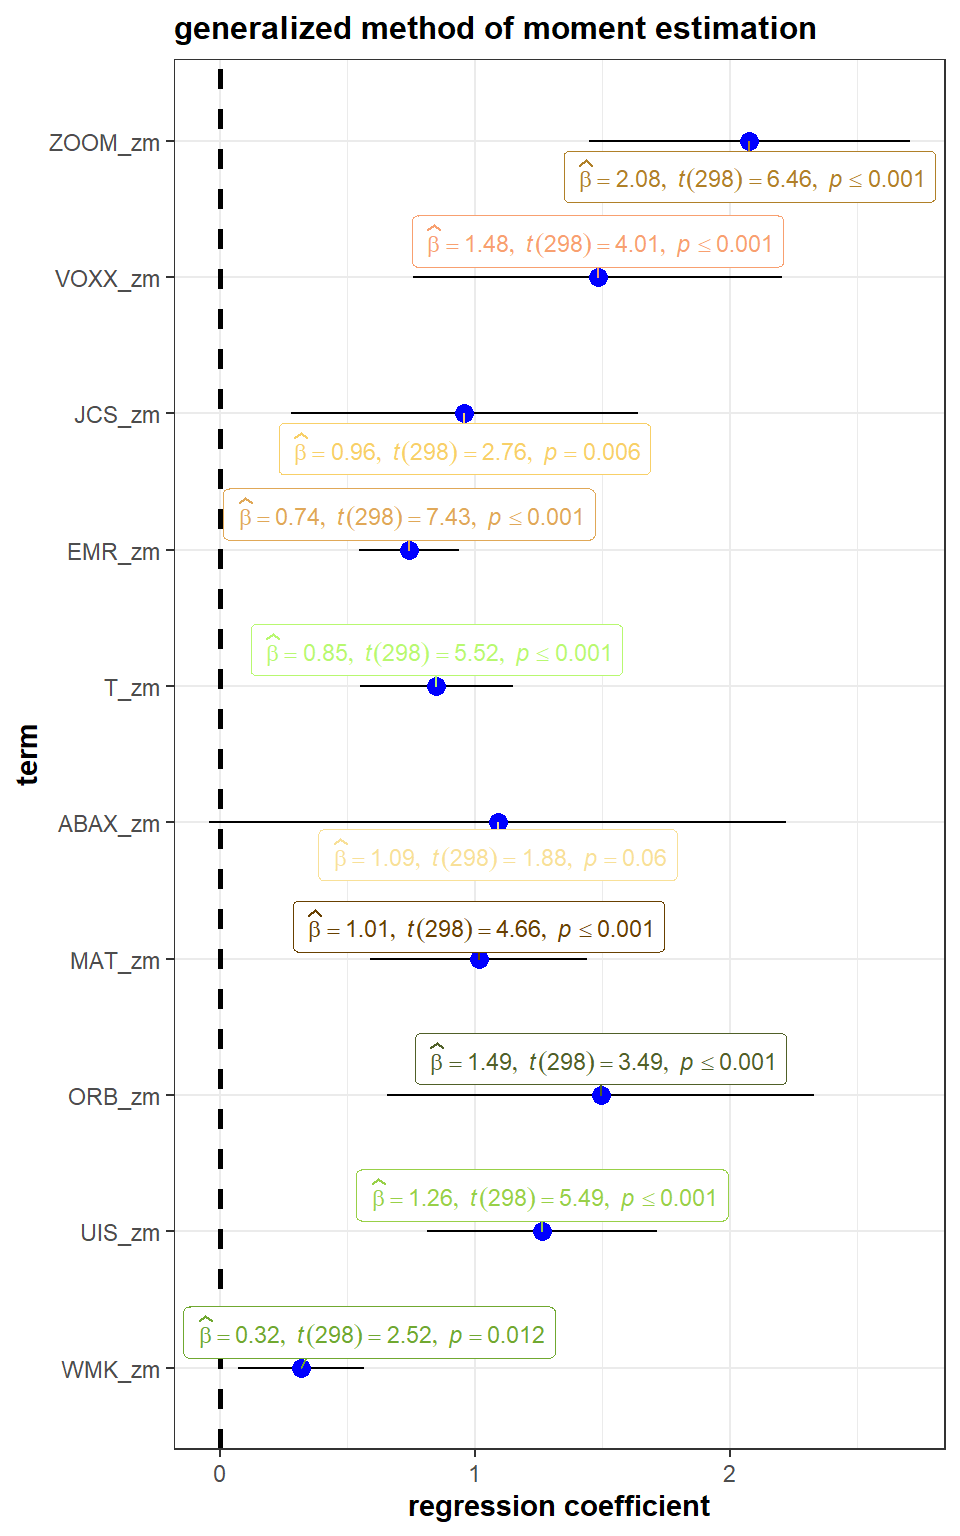 generalized method of moment estimation
ZOOM_zm
β̂ = 2.08, t(298) = 6.46, p ≤ 0.001
β̂ = 1.48, t(298) = 4.01, p ≤ 0.001
VOXX_zm
JCS_zm
β̂ = 0.96, t(298) = 2.76, p = 0.006
β̂ = 0.74, t(298) = 7.43, p ≤ 0.001
EMR_zm
β̂ = 0.85, t(298) = 5.52, p ≤ 0.001
T_zm
term
ABAX_zm
β̂ = 1.09, t(298) = 1.88, p = 0.06
β̂ = 1.01, t(298) = 4.66, p ≤ 0.001
MAT_zm
β̂ = 1.49, t(298) = 3.49, p ≤ 0.001
ORB_zm
β̂ = 1.26, t(298) = 5.49, p ≤ 0.001
UIS_zm
β̂ = 0.32, t(298) = 2.52, p = 0.012
WMK_zm
0 1 2
regression coefficient